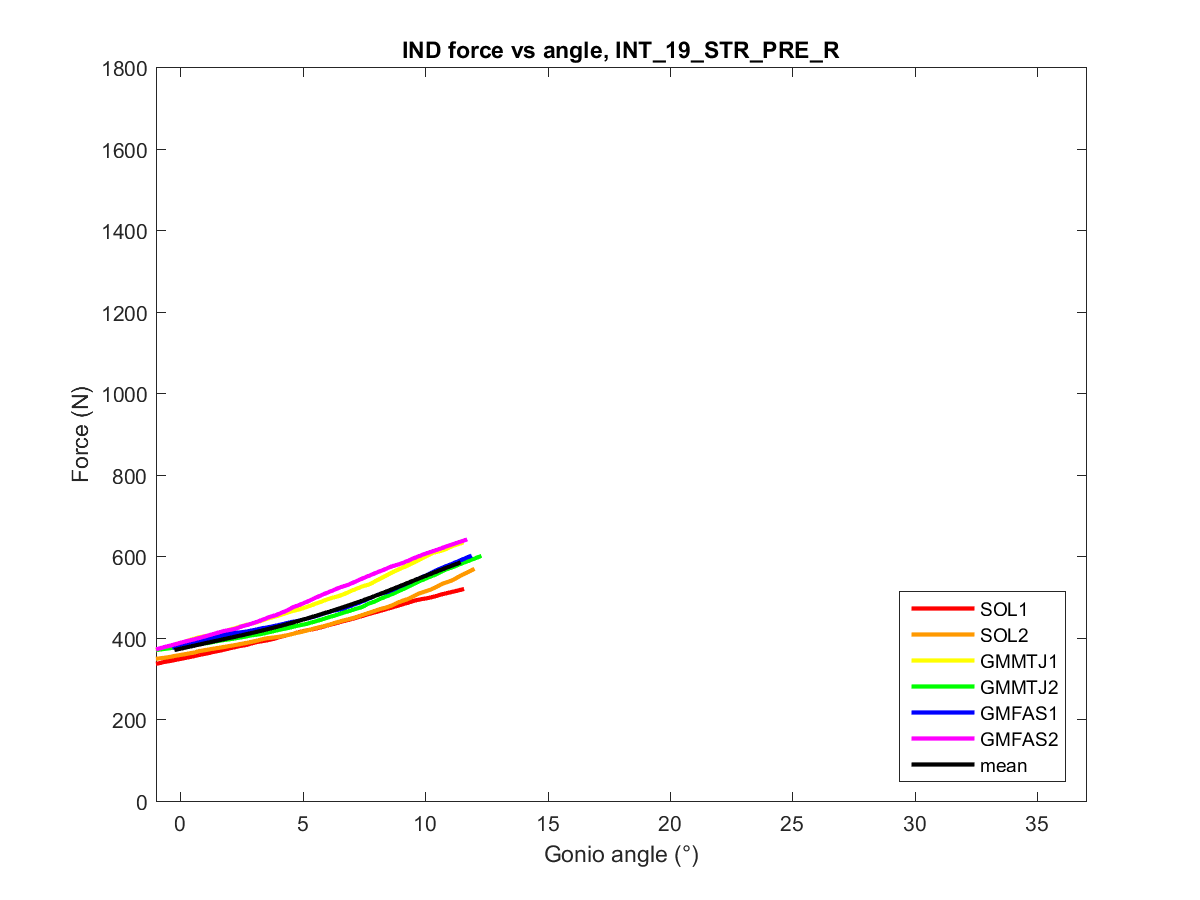 IND force vs angle, INT_19_STR_PRE_R
1800
1600
1400
1200
1000
800
600
400
200
0
Force (N)
0 5 10 15 20 25 30 35
Gonio angle (°)
SOL1
SOL2
GMMTJ1
GMMTJ2
GMFAS1
GMFAS2
mean